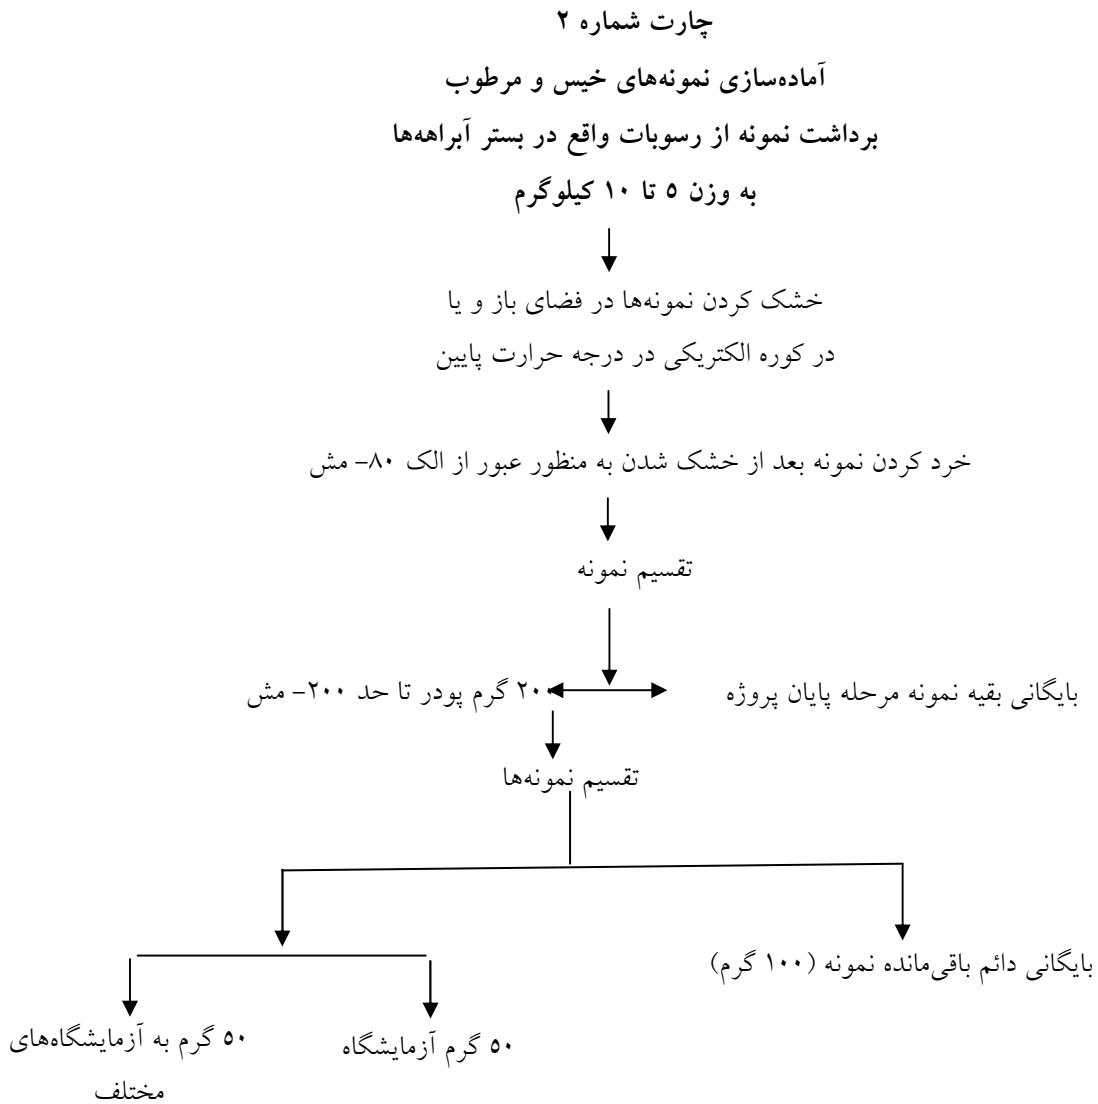 چارت شماره ۲
آماده‌سازی نمونه‌های خیس و مرطوب
برداشت نمونه از رسوبات واقع در بستر آبراهه‌ها
به وزن ۵ تا ۱۰ کیلوگرم
خشک کردن نمونه‌ها در فضای باز و یا
در کوره الکتریکی در درجه حرارت پایین
خرد کردن نمونه بعد از خشک شدن به منظور عبور از الک ۸۰- مش
تقسیم نمونه
بایگانی بقیه نمونه مرحله پایان پروژه
۲۰۰ گرم پودر تا حد ۲۰۰- مش
تقسیم نمونه‌ها
بایگانی دائم باقی‌مانده نمونه (۱۰۰ گرم)
۵۰ گرم آزمایشگاه
۵۰ گرم به آزمایشگاه‌های
مختلف